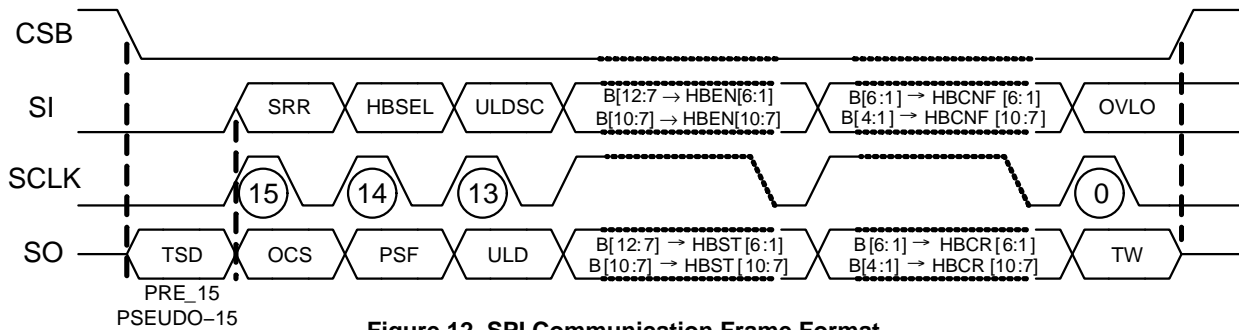 CSB
SI
SRR
HBSEL
ULDSC
B[12:7 → HBEN[6:1]
B[10:7] → HBEN[10:7]
B[6:1] → HBCNF [6:1]
B[4:1] → HBCNF [10:7]
OVLO
SCLK
15
14
13
0
SO
TSD
OCS
PSF
ULD
B[12:7] → HBST[6:1]
B[10:7] → HBST[10:7]
B[6:1] → HBCR[6:1]
B[4:1] → HBCR [10:7]
TW
PRE_15
PSEUDO−15
Figure 12. SPI Communication Frame Format